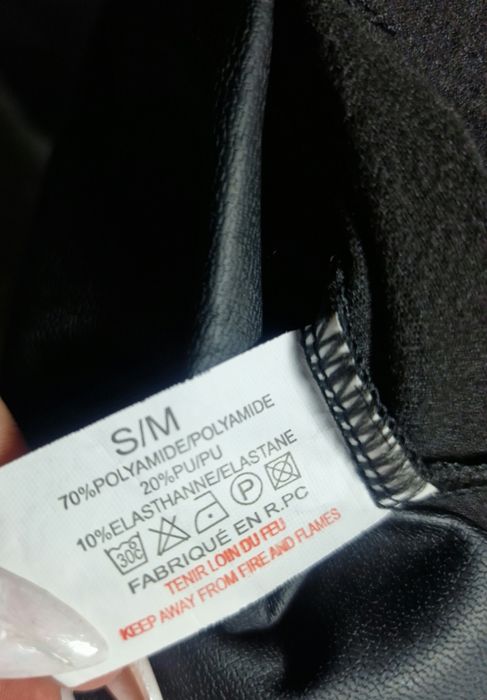 S/M
70%POLYAMIDE/POLYAMIDE
20%PU/PU
10%ELASTHANNE/ELASTANE
30° P
FABRIQUÉ EN R.PC
TENIR LOIN DU FEU
KEEP AWAY FROM FIRE AND FLAMES